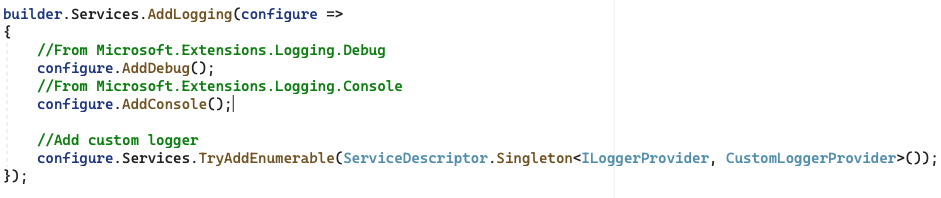 builder.Services.AddLogging(configure =>
{
    //From Microsoft.Extensions.Logging.Debug
    configure.AddDebug();
    //From Microsoft.Extensions.Logging.Console
    configure.AddConsole();

    //Add custom logger
    configure.Services.TryAddEnumerable(ServiceDescriptor.Singleton<ILoggerProvider, CustomLoggerProvider>());
});